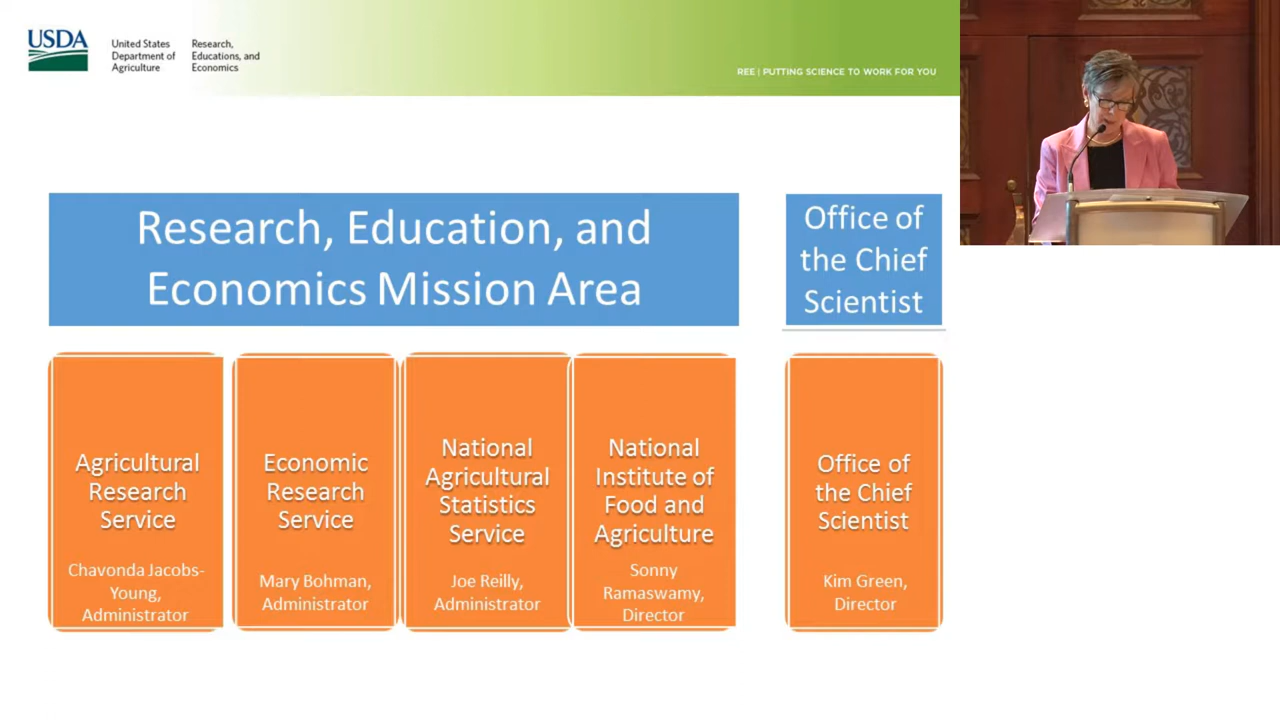 USDA
United States
Department of
Agriculture
Research,
Educations, and
Economics
REE | PUTTING SCIENCE TO WORK FOR YOU
Research, Education, and
Economics Mission Area
Office of
the Chief
Scientist
Agricultural
Research
Service
Chavonda Jacobs-
Young,
Administrator
Economic
Research
Service
Mary Bohman,
Administrator
National
Agricultural
Statistics
Service
Joe Reilly,
Administrator
National
Institute of
Food and
Agriculture
Sonny
Ramaswamy,
Director
Office of
the Chief
Scientist
Kim Green,
Director